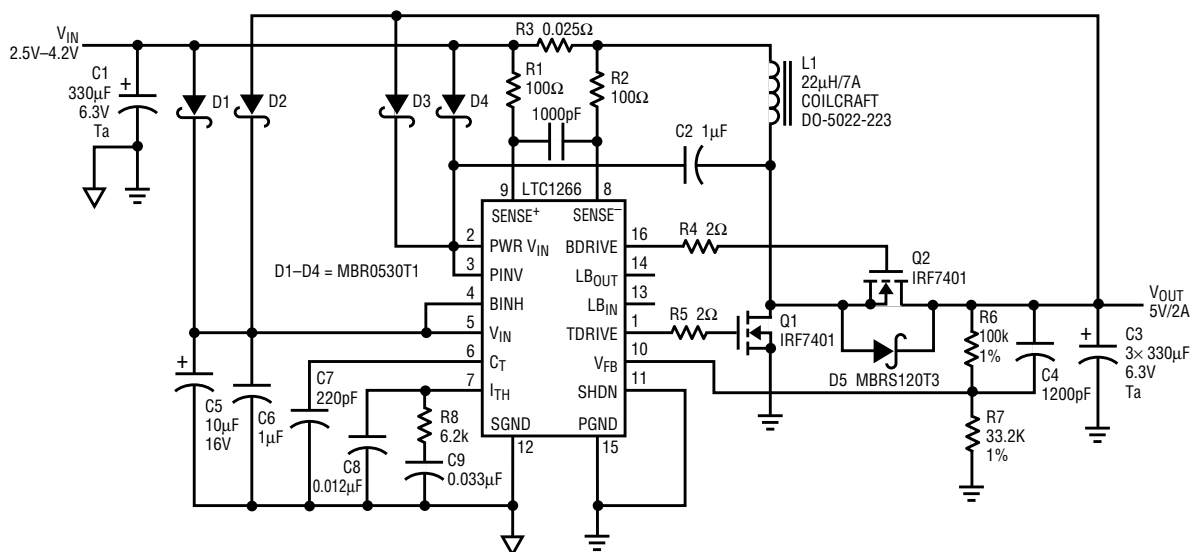 VIN
2.5V–4.2V
C1
330µF
6.3V
Ta
D1
D2
D3
D4
R3 0.025Ω
R1
100Ω
R2
100Ω
1000pF
C2 1µF
L1
22µH/7A
COILCRAFT
DO-5022-223
9
LTC1266
8
SENSE+
SENSE–
2
PWR VIN
BDRIVE
16
R4 2Ω
3
PINV
LBOUT
14
D1–D4 = MBR0530T1
4
BINH
LBIN
13
5
VIN
TDRIVE
1
R5 2Ω
6
CT
VFB
10
7
ITH
SHDN
11
SGND
PGND
12
15
Q2
IRF7401
Q1
IRF7401
D5 MBRS120T3
VOUT
5V/2A
R6
100k
1%
C4
1200pF
C3
3× 330µF
6.3V
Ta
R7
33.2K
1%
C5
10µF
16V
C6
1µF
C7
220pF
R8
6.2k
C8
0.012µF
C9
0.033µF